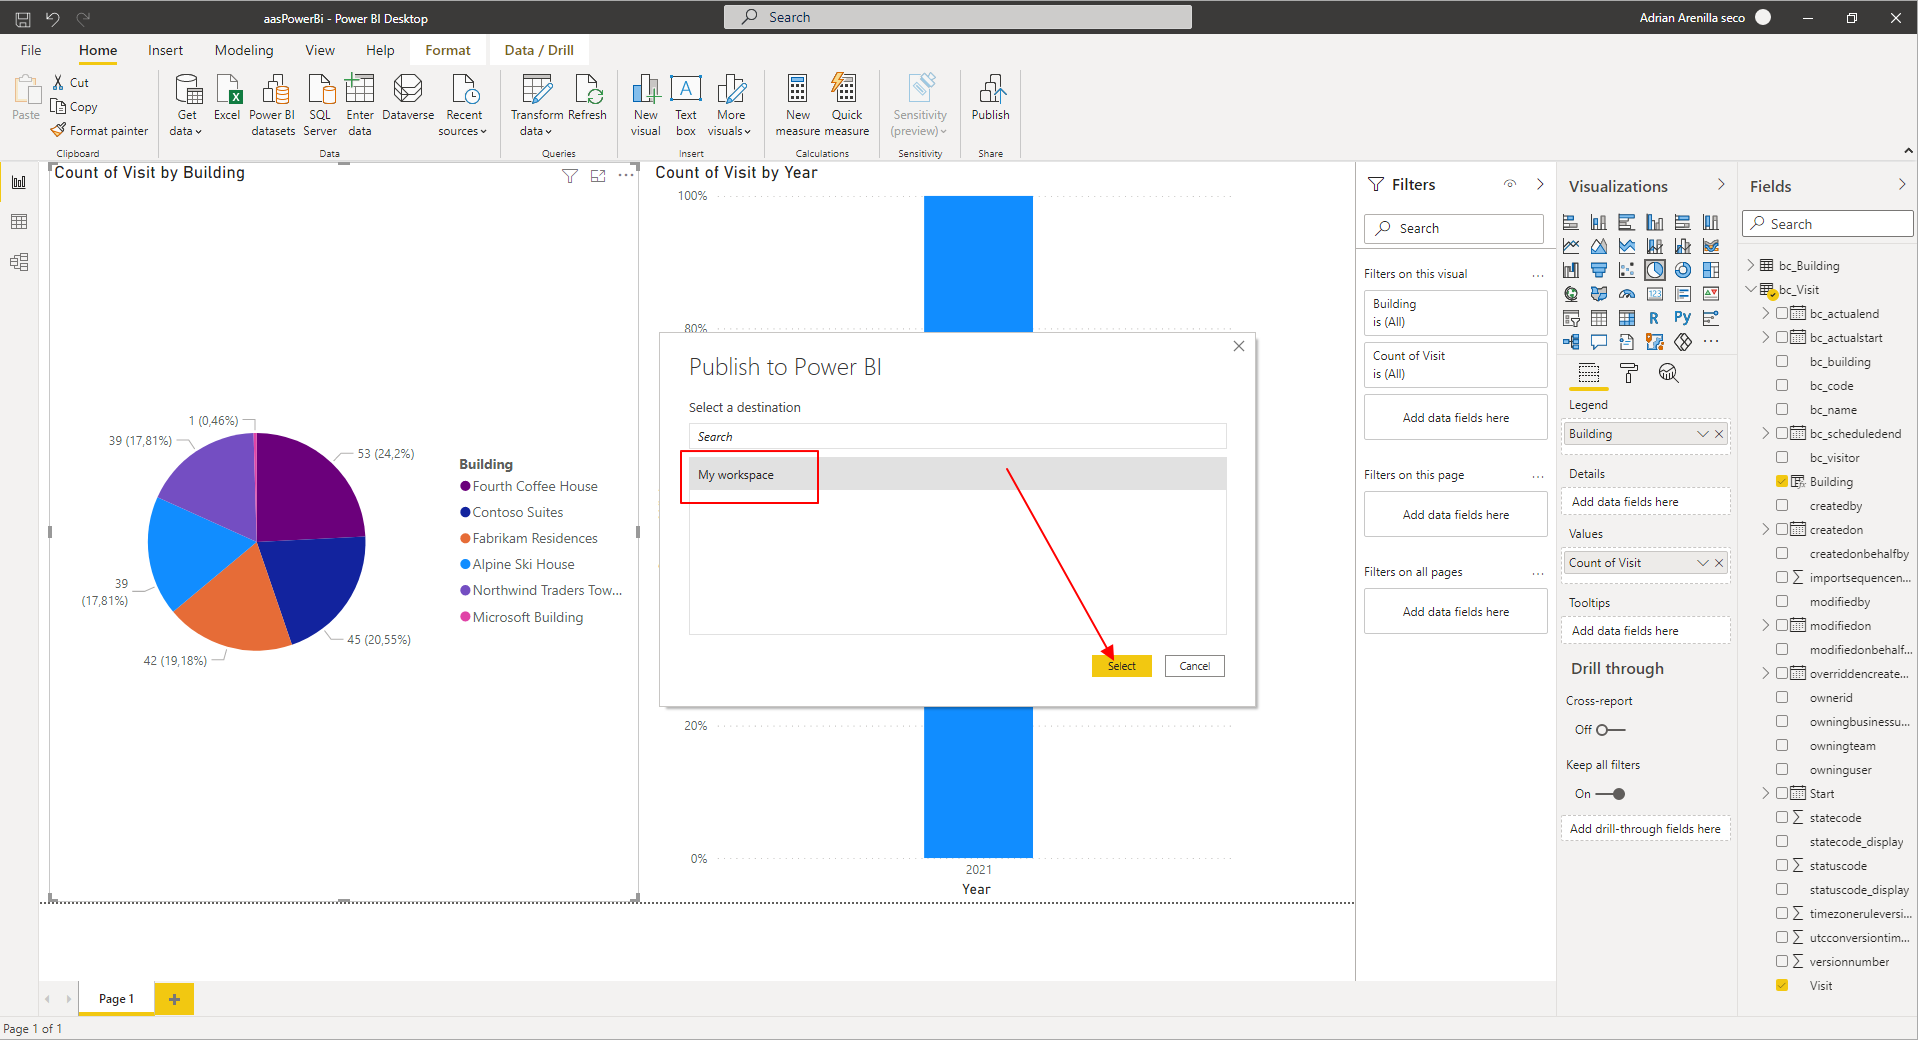 aasPowerBi - Power BI Desktop
Search
Adrian Arenilla seco
File
Home
Insert
Modeling
View
Help
Format
Data / Drill
Paste
Cut
Copy
Format painter
Clipboard
Get
data
Excel
Power BI
datasets
SQL
Server
Enter
data
Dataverse
Recent
sources
Data
Transform
data
Refresh
Queries
New
visual
Text
box
More
visuals
Insert
New
measure
Quick
measure
Calculations
Sensitivity
(preview)
Sensitivity
Publish
Share
Count of Visit by Building
1 (0,46%)
39 (17,81%)
53 (24,2%)
39
(17,81%)
45 (20,55%)
42 (19,18%)
Building
Fourth Coffee House
Contoso Suites
Fabrikam Residences
Alpine Ski House
Northwind Traders Tow...
Microsoft Building
Count of Visit by Year
100%
80%
20%
0%
2021
Year
Publish to Power BI
Select a destination
Search
My workspace
Select
Cancel
Filters
Search
Filters on this visual
...
Building
is (All)
Count of Visit
is (All)
Add data fields here
Filters on this page
...
Add data fields here
Filters on all pages
...
Add data fields here
Visualizations
123
R
Py
...
Legend
Building
Details
Add data fields here
Values
Count of Visit
Tooltips
Add data fields here
Drill through
Cross-report
Off
Keep all filters
On
Add drill-through fields here
Fields
Search
bc_Building
bc_Visit
bc_actualend
bc_actualstart
bc_building
bc_code
bc_name
bc_scheduledend
bc_visitor
Building
createdby
createdon
createdonbehalfby
importsequencen...
modifiedby
modifiedon
modifiedonbehalf...
overriddencreate...
ownerid
owningbusinessu...
owningteam
owninguser
Start
statecode
statecode_display
statuscode
statuscode_display
timezoneruleversi...
utcconversiontim...
versionnumber
Visit
Page 1
Page 1 of 1